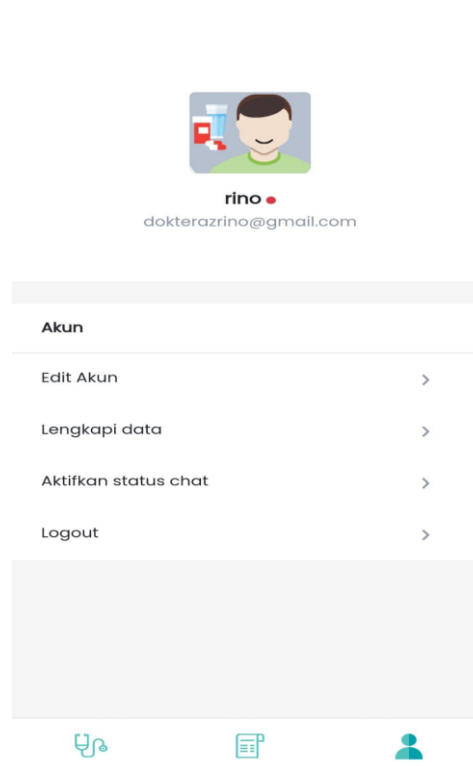 rino
dokterazrino@gmail.com
Akun
Edit Akun
Lengkapi data
Aktifkan status chat
Logout